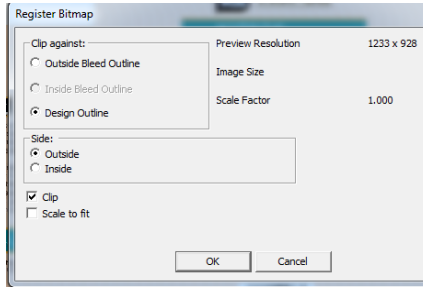 Register Bitmap
Clip against:
Outside Bleed Outline
Inside Bleed Outline
Design Outline
Preview Resolution 1233 x 928
Image Size
Scale Factor 1.000
Side:
Outside
Inside
Clip
Scale to fit
OK Cancel